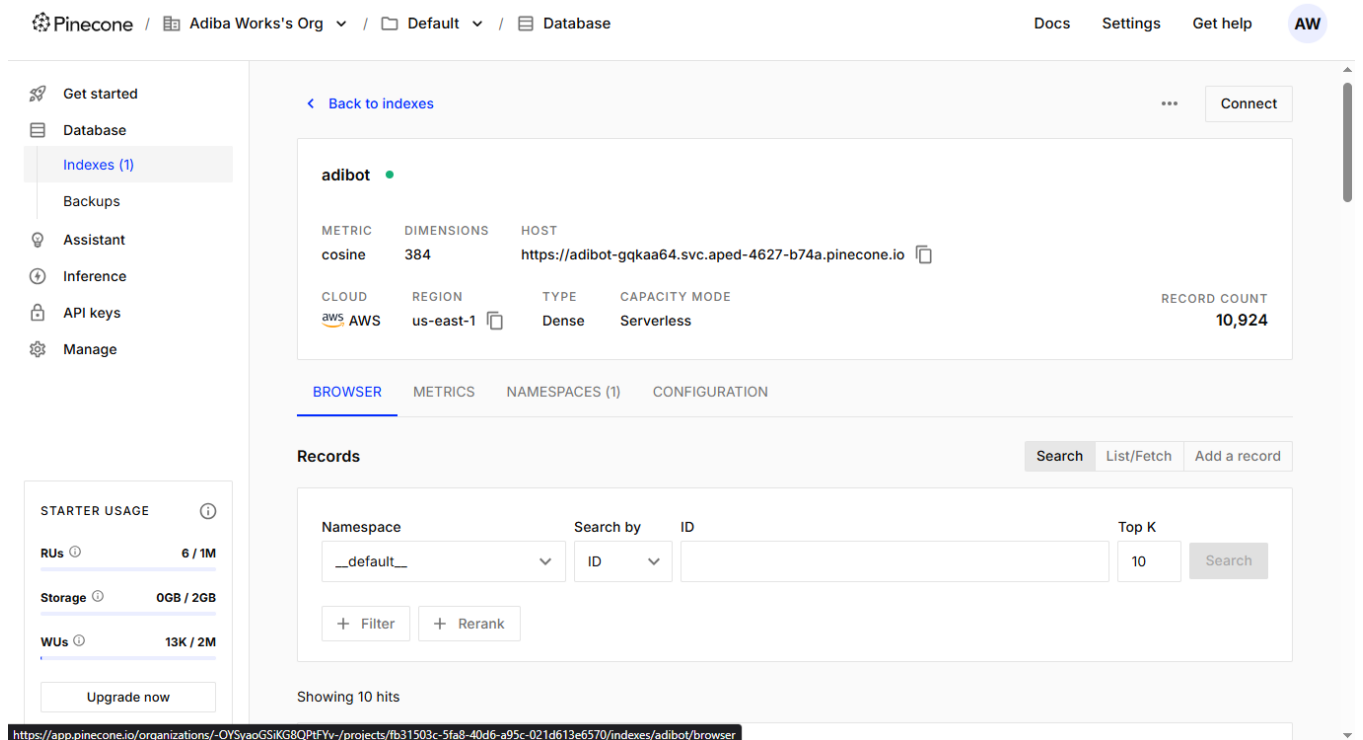 Pinecone / Adiba Works's Org / Default / Database Docs Settings Get help AW
Get started
Database
Indexes (1)
Backups
Assistant
Inference
API keys
Manage
STARTER USAGE
RUs 6 / 1M
Storage 0GB / 2GB
WUs 13K / 2M
Upgrade now
Back to indexes ••• Connect
adibot
METRIC DIMENSIONS HOST
cosine 384 https://adibot-gqkaa64.svc.aped-4627-b74a.pinecone.io
CLOUD REGION TYPE CAPACITY MODE RECORD COUNT
aws AWS us-east-1 Dense Serverless 10,924
BROWSER METRICS NAMESPACES (1) CONFIGURATION
Records Search List/Fetch Add a record
Namespace Search by ID Top K
__default__ ID 10 Search
+ Filter + Rerank
Showing 10 hits
https://app.pinecone.io/organizations/-OYSyaoGSiKG8QPtFYv-/projects/fb31503c-5fa8-40d6-a95c-021d613e6570/indexes/adibot/browser